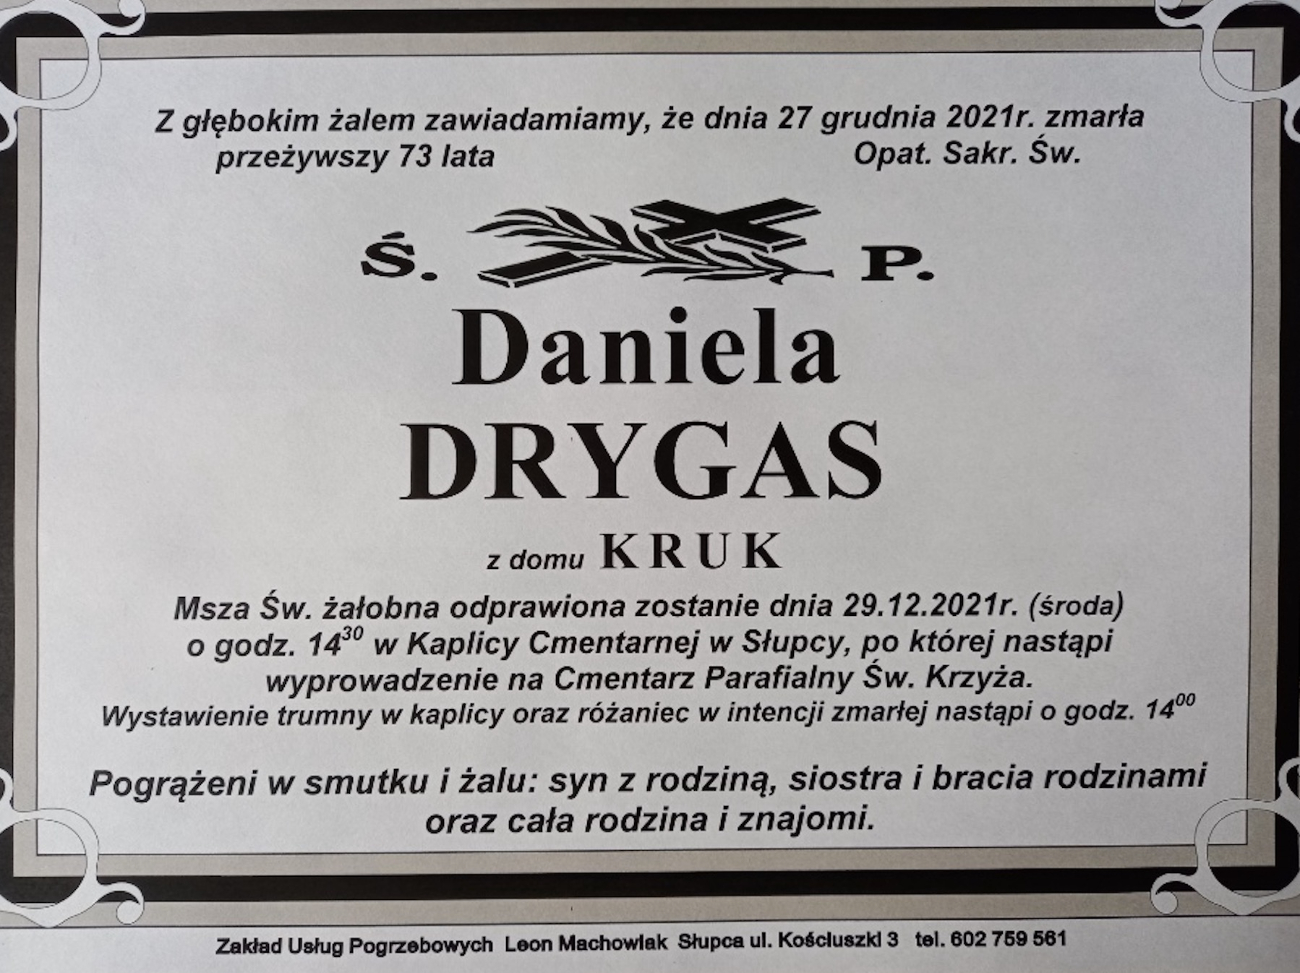 Z głębokim żalem zawiadamiamy, że dnia 27 grudnia 2021r. zmarła
przeżywszy 73 lata Opat. Sakr. Św.
Ś. P.
Daniela
DRYGAS
z domu KRUK
Msza Św. żałobna odprawiona zostanie dnia 29.12.2021r. (środa)
o godz. 14³⁰ w Kaplicy Cmentarnej w Słupcy, po której nastąpi
wyprowadzenie na Cmentarz Parafialny Św. Krzyża.
Wystawienie trumny w kaplicy oraz różaniec w intencji zmarłej nastąpi o godz. 14⁰⁰
Pogrążeni w smutku i żalu: syn z rodziną, siostra i bracia rodzinami
oraz cała rodzina i znajomi.
Zakład Usług Pogrzebowych Leon Machowiak Słupca ul. Kościuszki 3 tel. 602 759 561